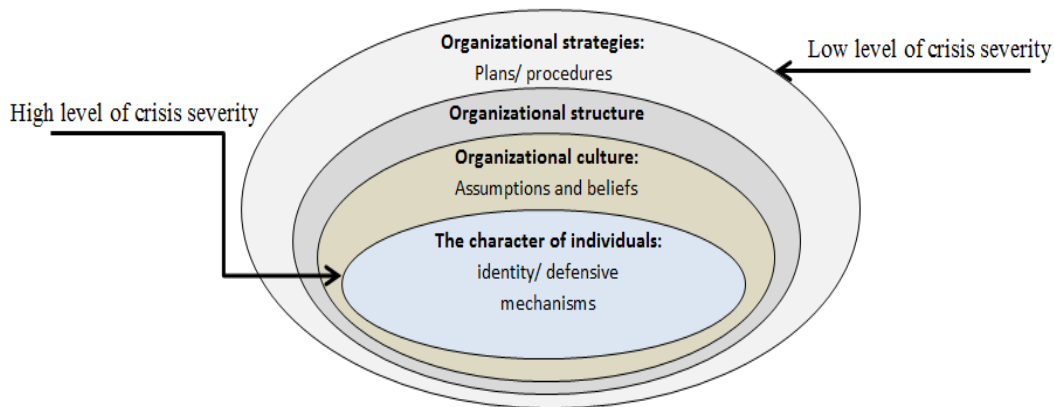 Organizational strategies:
Plans/ procedures
Low level of crisis severity
High level of crisis severity
Organizational structure
Organizational culture:
Assumptions and beliefs
The character of individuals:
identity/ defensive
mechanisms